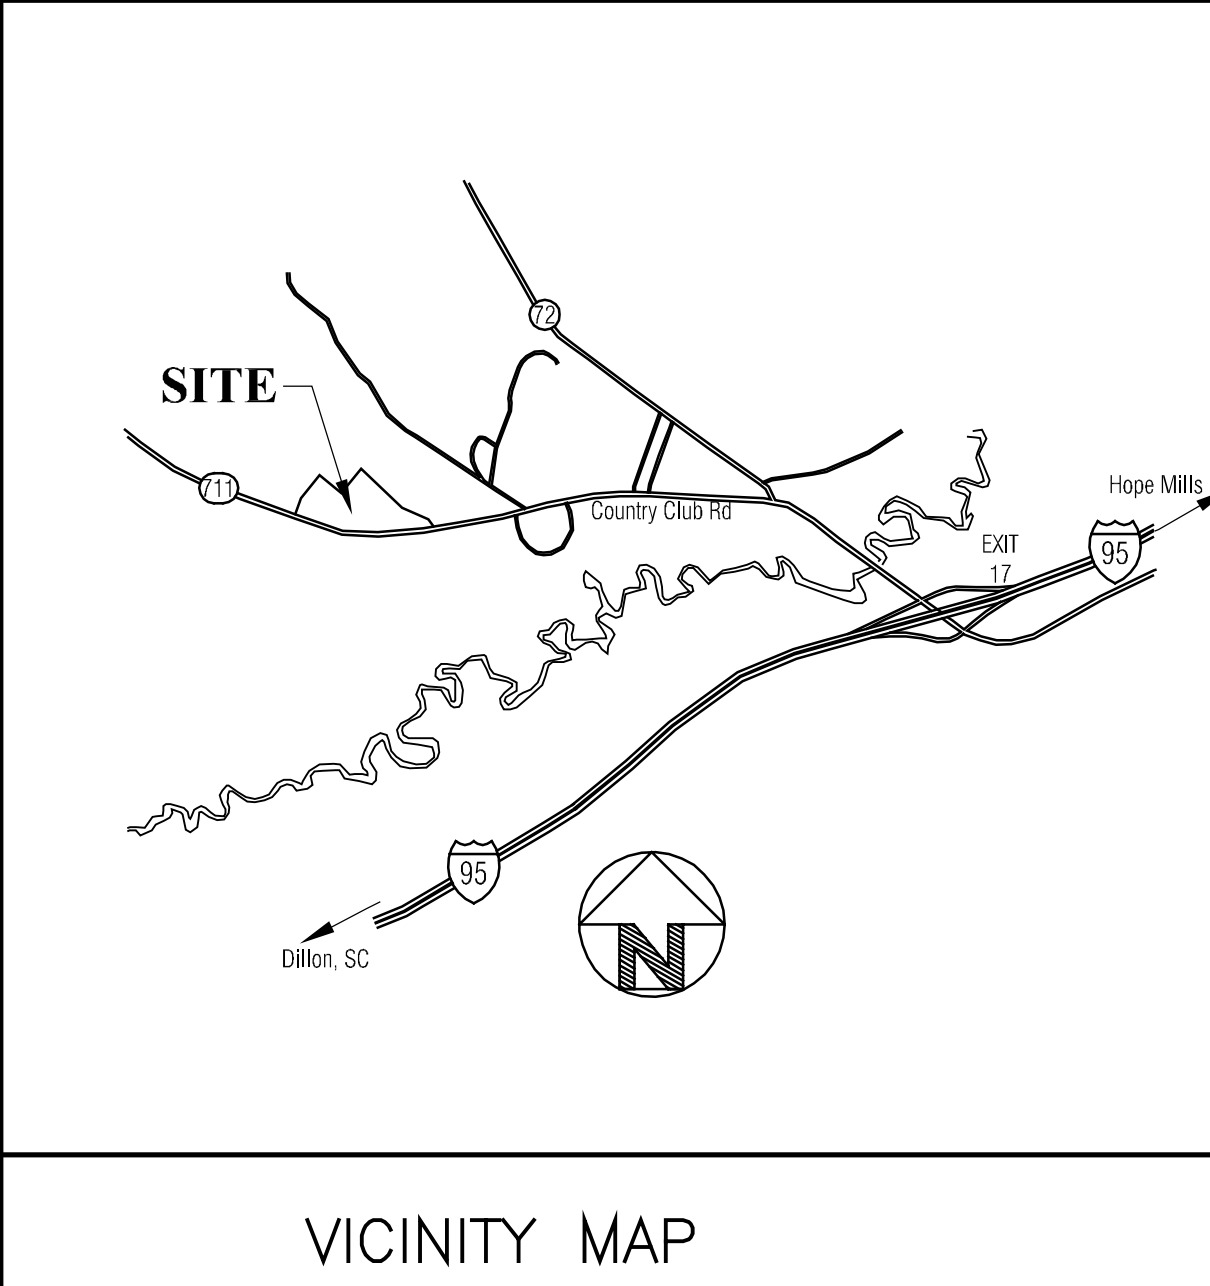 72
SITE
711
Country Club Rd
Hope Mills
EXIT
17
95
95
Dillon, SC
N
VICINITY MAP